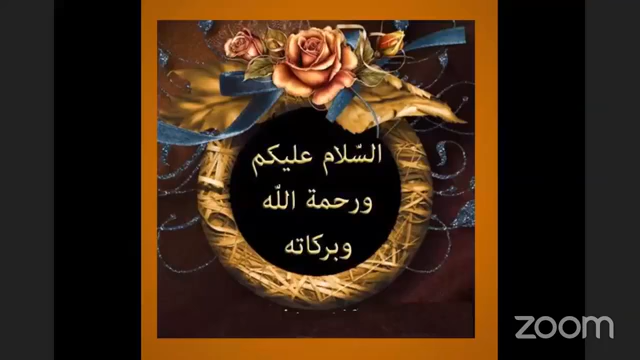 السّلام عليكم
ورحمة اللّه
وبركاته
zoom